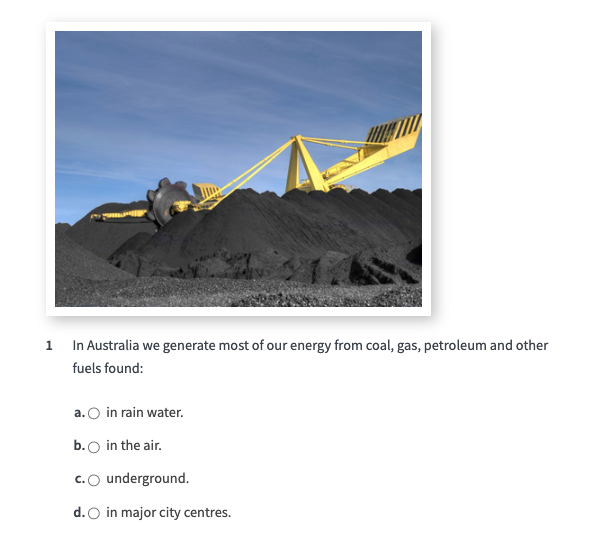 1 In Australia we generate most of our energy from coal, gas, petroleum and other
fuels found:
a. in rain water.
b. in the air.
c. underground.
d. in major city centres.